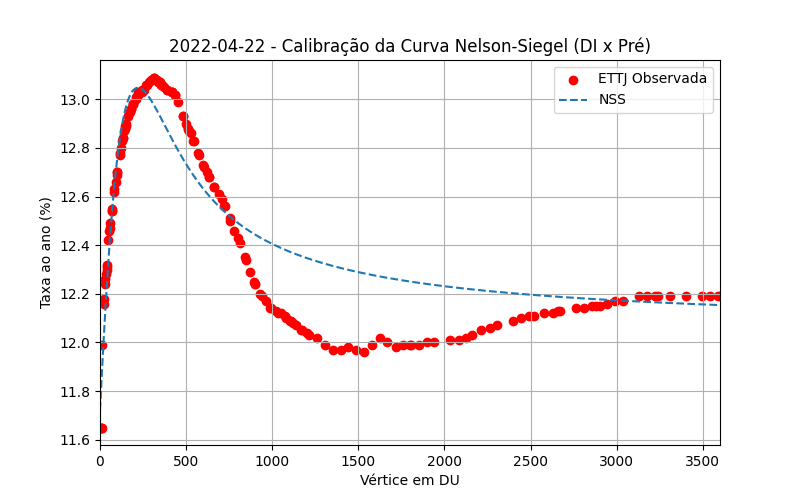 2022-04-22 - Calibração da Curva Nelson-Siegel (DI x Pré)
ETTJ Observada
NSS
Taxa ao ano (%)
13.0
12.8
12.6
12.4
12.2
12.0
11.8
11.6
0 500 1000 1500 2000 2500 3000 3500
Vértice em DU